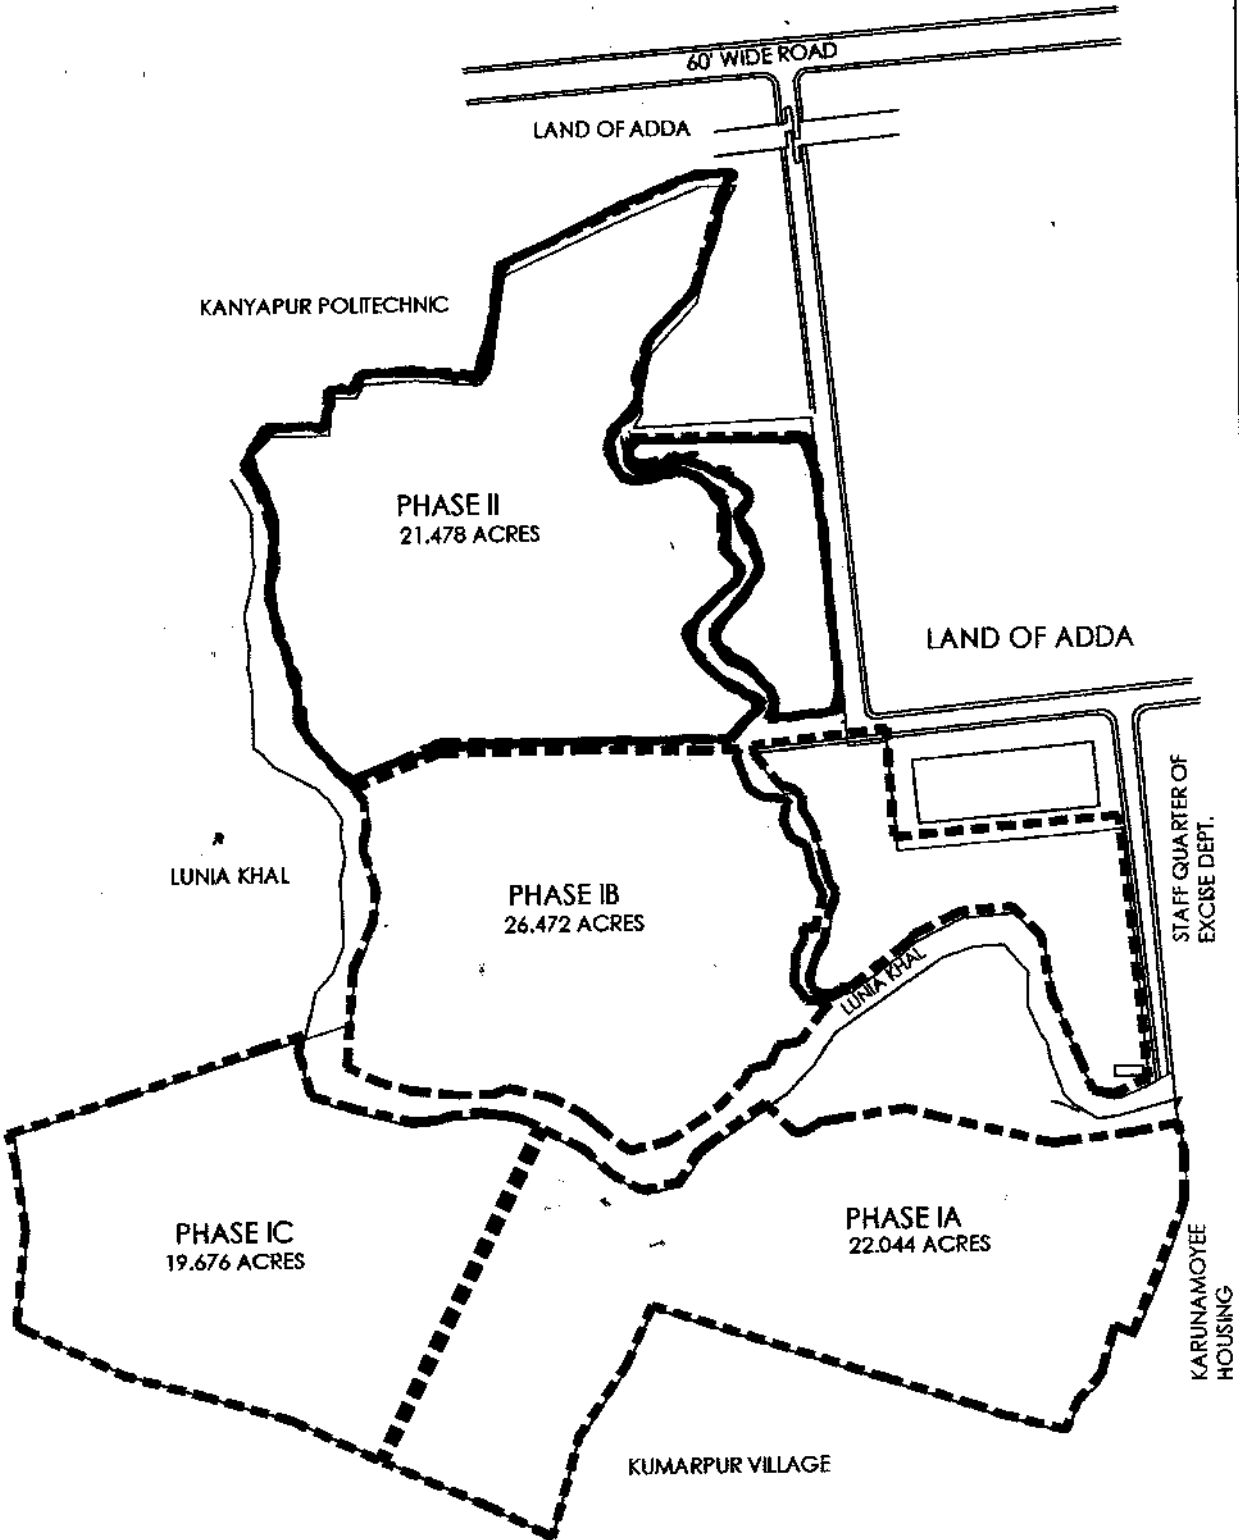 60' WIDE ROAD
LAND OF ADDA
KANYAPUR POLITECHNIC
PHASE II
21.478 ACRES
LAND OF ADDA
STAFF QUARTER OF
EXCISE DEPT.
LUNIA KHAL
PHASE IB
26.472 ACRES
LUNIA KHAL
PHASE IC
19.676 ACRES
PHASE IA
22.044 ACRES
KARUNAMOYEE
HOUSING
KUMARPUR VILLAGE